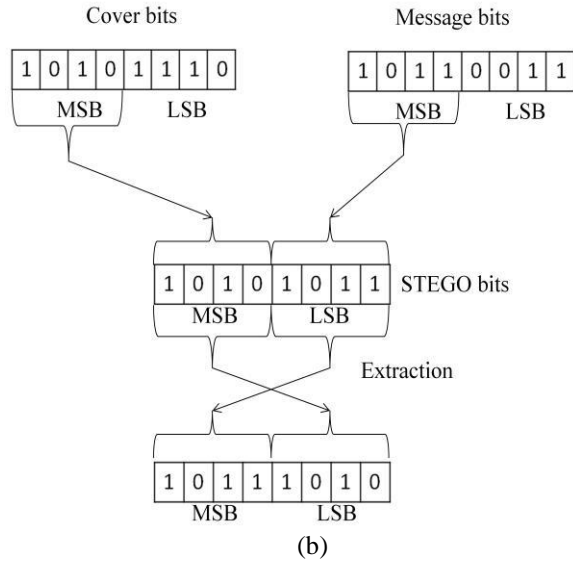 Cover bits
Message bits
1 0 1 0 1 1 1 0
1 0 1 1 0 0 1 1
MSB LSB
MSB LSB
1 0 1 0 1 0 1 1 STEGO bits
MSB LSB
Extraction
1 0 1 1 1 0 1 0
MSB LSB
(b)